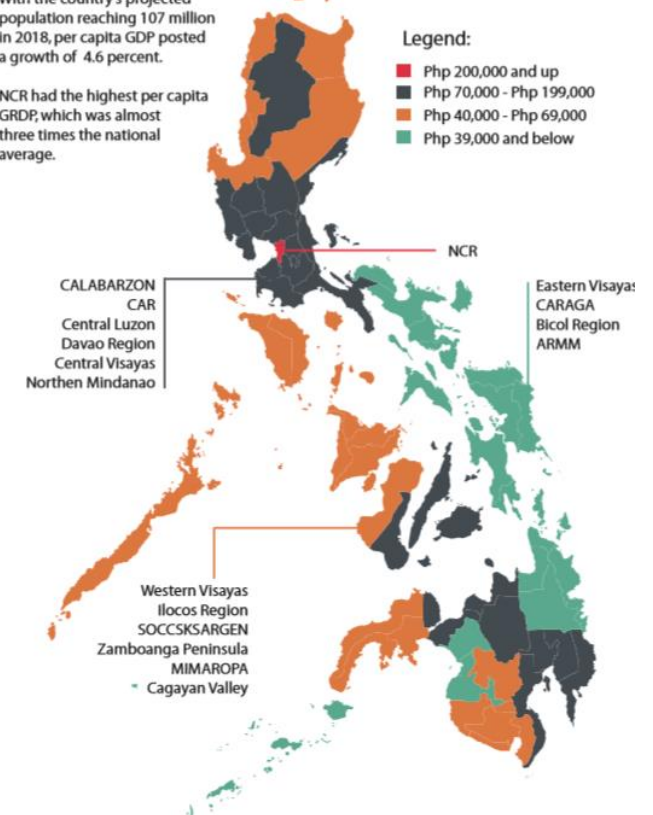 With the country's projected
population reaching 107 million
in 2018, per capita GDP posted
a growth of 4.6 percent.
NCR had the highest per capita
GRDP, which was almost
three times the national
average.
Legend:
Php 200,000 and up
Php 70,000 - Php 199,000
Php 40,000 - Php 69,000
Php 39,000 and below
NCR
CALABARZON
CAR
Central Luzon
Davao Region
Central Visayas
Northen Mindanao
Eastern Visayas
CARAGA
Bicol Region
ARMM
Western Visayas
Ilocos Region
SOCCSKSARGEN
Zamboanga Peninsula
MIMAROPA
Cagayan Valley